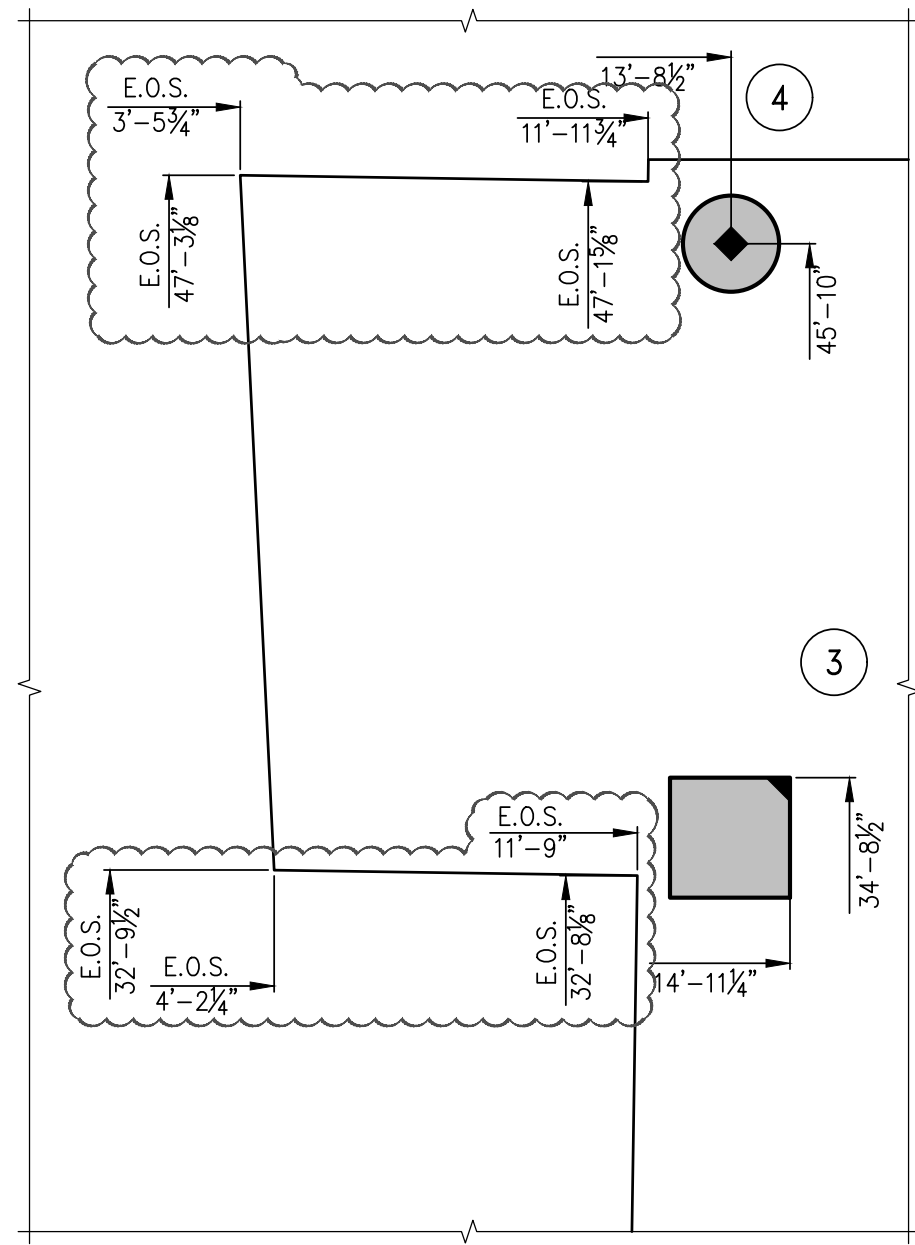 13'-8½"
4
E.O.S.
3'-5¾"
E.O.S.
11'-11¾"
E.O.S.
47'-3⅛"
E.O.S.
47'-1⅝"
45'-10"
3
E.O.S.
11'-9"
34'-8½"
E.O.S.
32'-9½"
E.O.S.
4'-2¼"
E.O.S.
32'-8⅛"
14'-11¼"